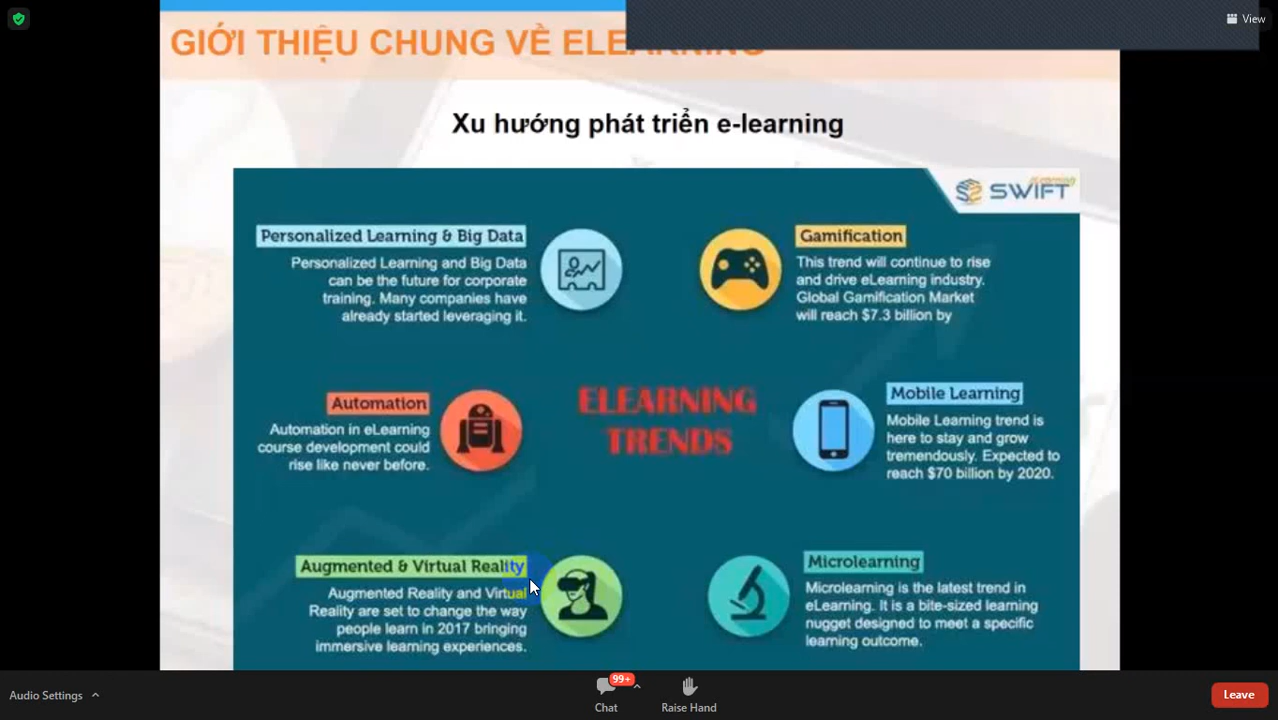 View
GIỚI THIỆU CHUNG VỀ ELEARNING
Xu hướng phát triển e-learning
eLearning
SWIFT
Personalized Learning & Big Data
Personalized Learning and Big Data
can be the future for corporate
training. Many companies have
already started leveraging it.
Gamification
This trend will continue to rise
and drive eLearning industry.
Global Gamification Market
will reach $7.3 billion by
Automation
Automation in eLearning
course development could
rise like never before.
ELEARNING
TRENDS
Mobile Learning
Mobile Learning trend is
here to stay and grow
tremendously. Expected to
reach $70 billion by 2020.
Augmented & Virtual Reality
Augmented Reality and Virtual
Reality are set to change the way
people learn in 2017 bringing
immersive learning experiences.
Microlearning
Microlearning is the latest trend in
eLearning. It is a bite-sized learning
nugget designed to meet a specific
learning outcome.
Audio Settings
99+
Chat
Raise Hand
Leave